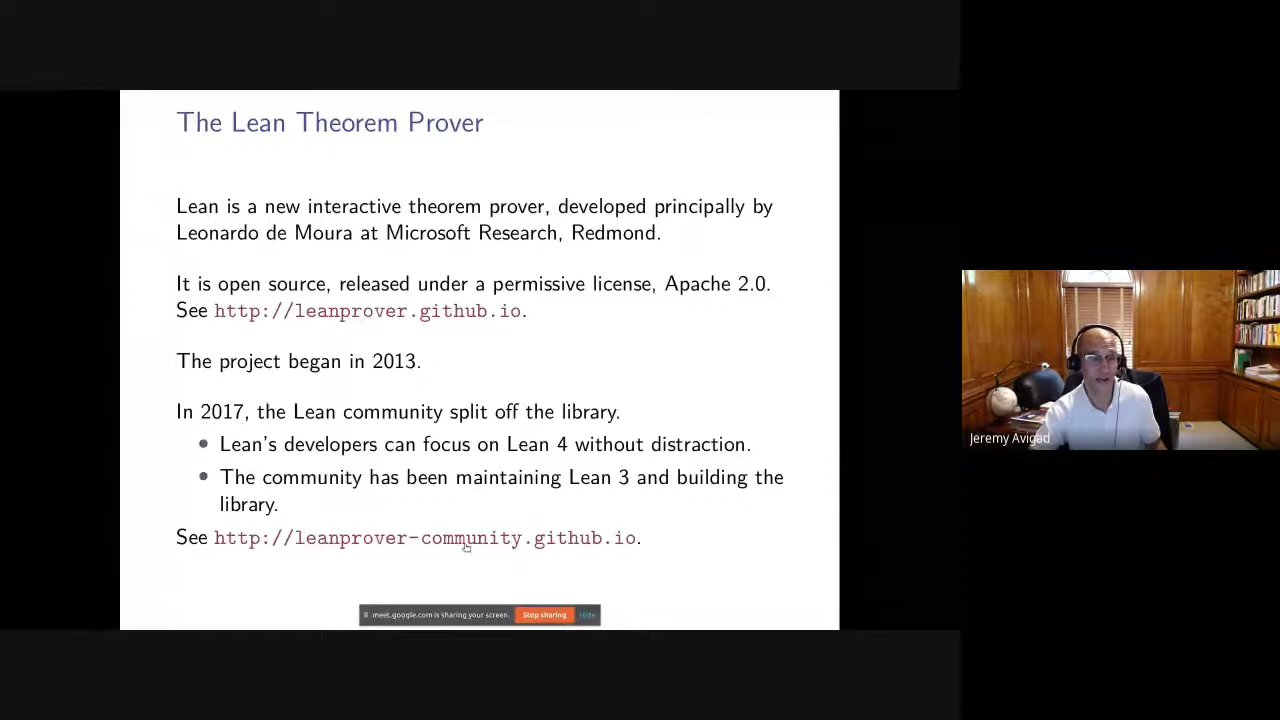 The Lean Theorem Prover
Lean is a new interactive theorem prover, developed principally by
Leonardo de Moura at Microsoft Research, Redmond.
It is open source, released under a permissive license, Apache 2.0.
See http://leanprover.github.io.
The project began in 2013.
In 2017, the Lean community split off the library.
• Lean's developers can focus on Lean 4 without distraction.
• The community has been maintaining Lean 3 and building the
library.
See http://leanprover-community.github.io.
meet.google.com is sharing your screen. Stop sharing Hide
Jeremy Avigad